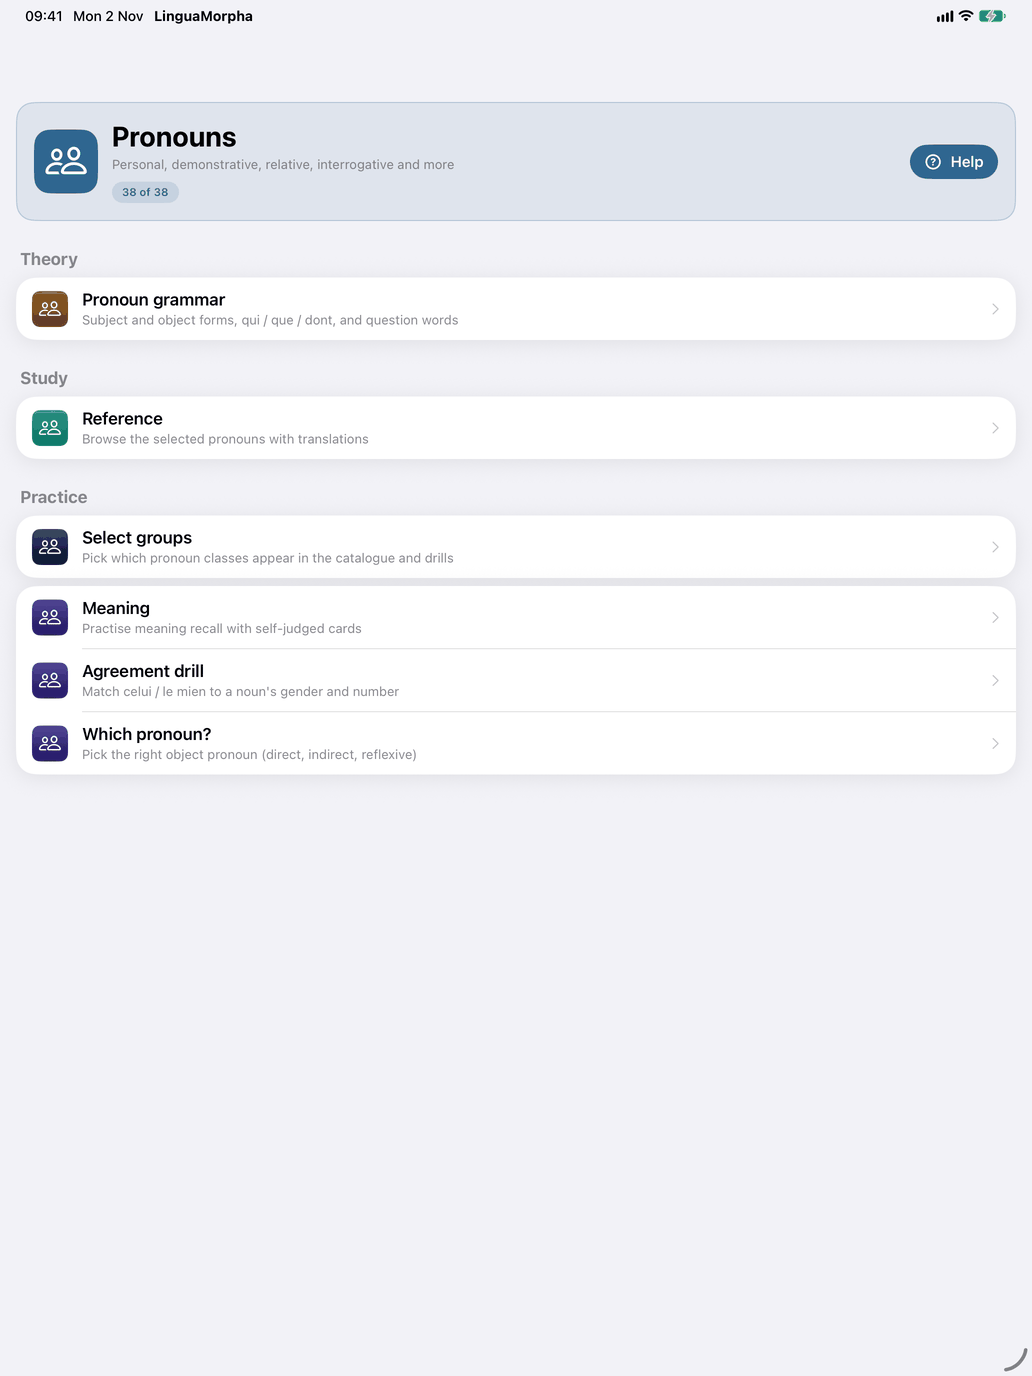 09:41 Mon 2 Nov LinguaMorpha
Pronouns
Personal, demonstrative, relative, interrogative and more
38 of 38
Help
Theory
Pronoun grammar
Subject and object forms, qui / que / dont, and question words
Study
Reference
Browse the selected pronouns with translations
Practice
Select groups
Pick which pronoun classes appear in the catalogue and drills
Meaning
Practise meaning recall with self-judged cards
Agreement drill
Match celui / le mien to a noun's gender and number
Which pronoun?
Pick the right object pronoun (direct, indirect, reflexive)